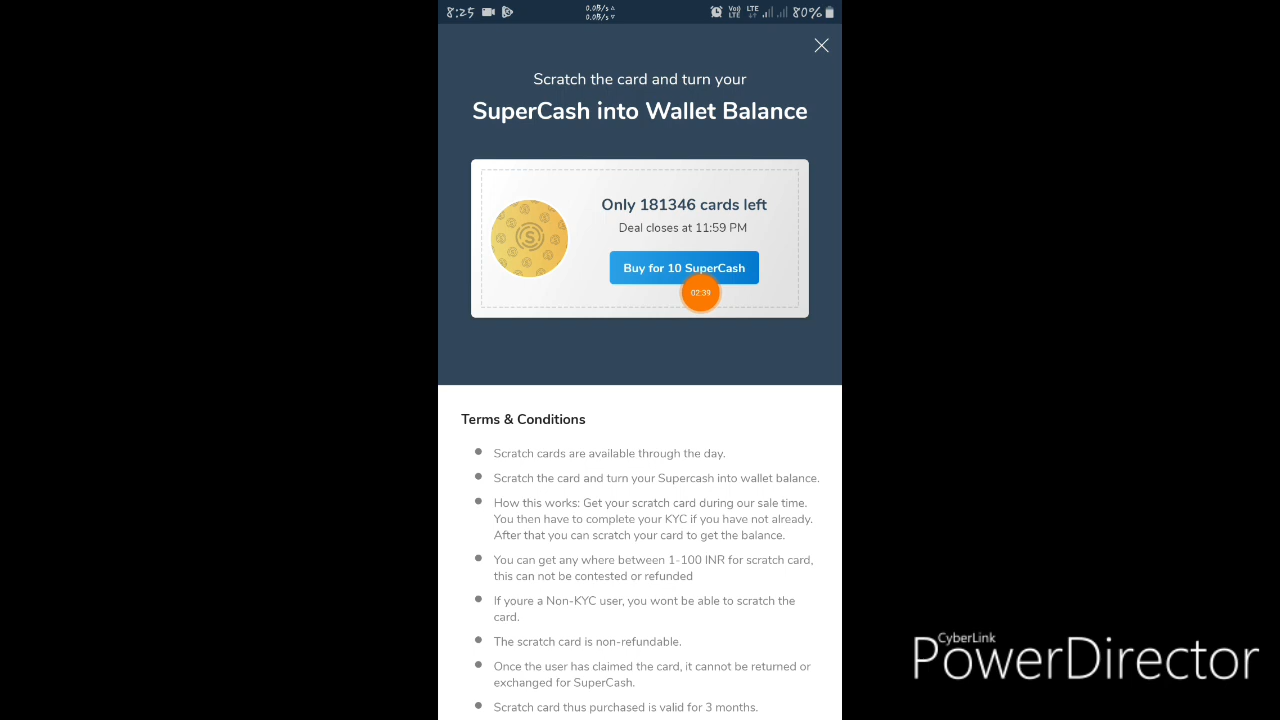 8:25
0.0B/s
0.0B/s
Vo)) LTE
LTE
80%
Scratch the card and turn your
SuperCash into Wallet Balance
Only 181346 cards left
Deal closes at 11:59 PM
S
Buy for 10 SuperCash
02:39
Terms & Conditions
Scratch cards are available through the day.
Scratch the card and turn your Supercash into wallet balance.
How this works: Get your scratch card during our sale time.
You then have to complete your KYC if you have not already.
After that you can scratch your card to get the balance.
You can get any where between 1-100 INR for scratch card,
this can not be contested or refunded
If youre a Non-KYC user, you wont be able to scratch the
card.
The scratch card is non-refundable.
Once the user has claimed the card, it cannot be returned or
exchanged for SuperCash.
Scratch card thus purchased is valid for 3 months.
CyberLink
PowerDirector